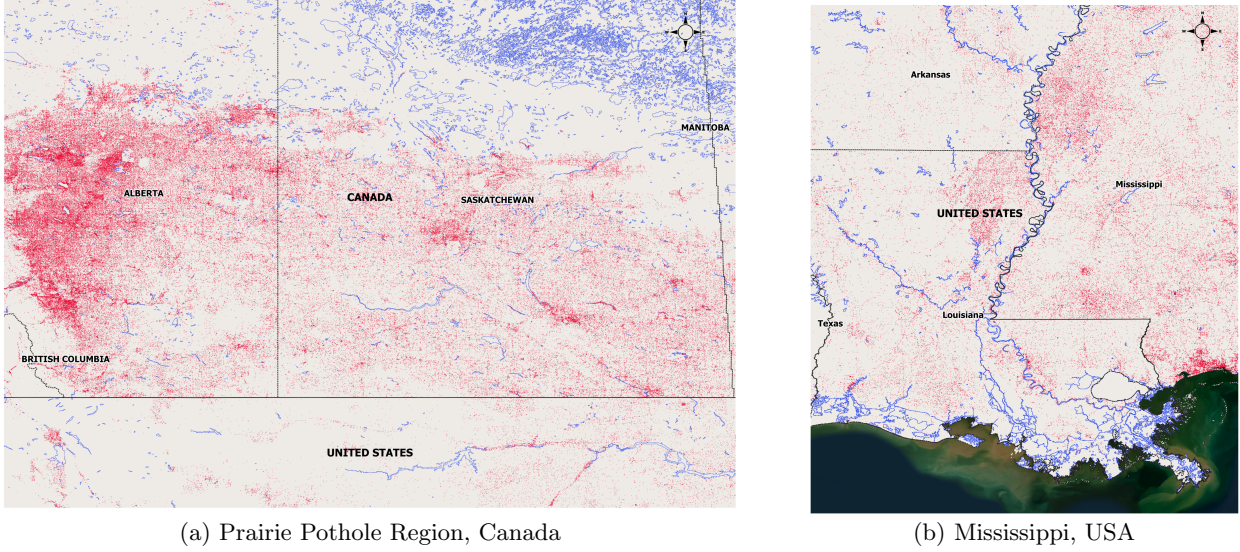 MANITOBA
ALBERTA
CANADA
SASKATCHEWAN
BRITISH COLUMBIA
UNITED STATES
(a) Prairie Pothole Region, Canada
Arkansas
Mississippi
UNITED STATES
Louisiana
Texas
(b) Mississippi, USA